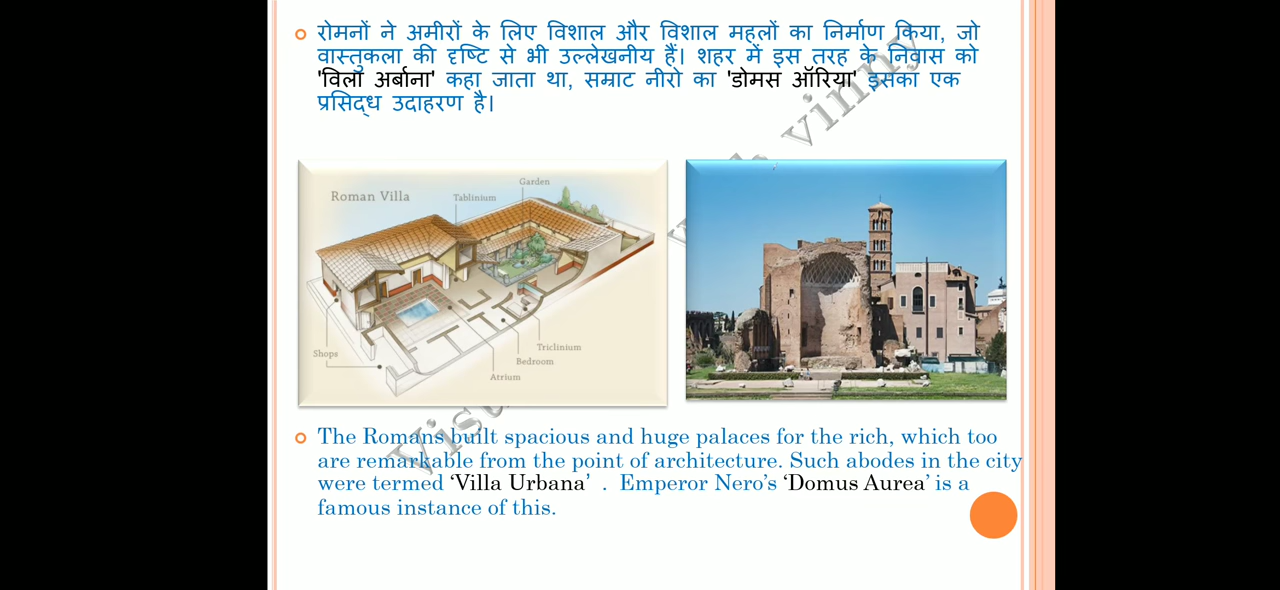 रोमनों ने अमीरों के लिए विशाल और विशाल महलों का निर्माण किया, जो
वास्तुकला की दृष्टि से भी उल्लेखनीय हैं। शहर में इस तरह के निवास को
'विला अर्बाना' कहा जाता था, सम्राट नीरो का 'डोमस ऑरिया' इसका एक
प्रसिद्ध उदाहरण है।
vinny
Roman Villa
Garden
Tablinium
Shops
Triclinium
Bedroom
Atrium
The Romans built spacious and huge palaces for the rich, which too
are remarkable from the point of architecture. Such abodes in the city
were termed ‘Villa Urbana’ . Emperor Nero’s ‘Domus Aurea’ is a
famous instance of this.